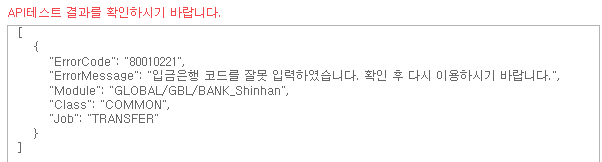 API테스트 결과를 확인하시기 바랍니다.
[
{
"ErrorCode": "80010221",
"ErrorMessage": "입금은행 코드를 잘못 입력하였습니다. 확인 후 다시 이용하시기 바랍니다.",
"Module": "GLOBAL/GBL/BANK_Shinhan",
"Class": "COMMON",
"Job": "TRANSFER"
}
]